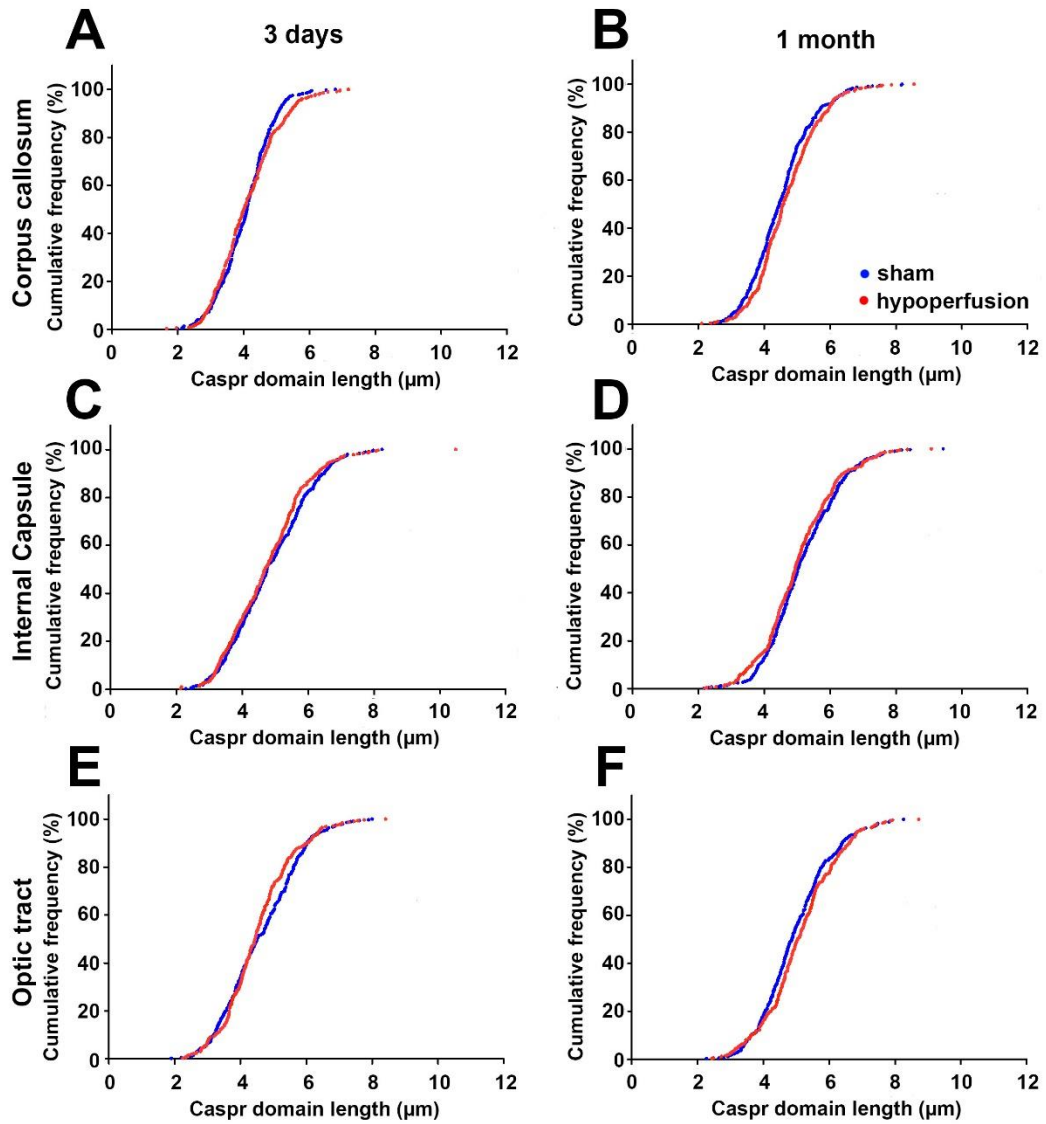 A
3 days
B
1 month
Corpus callosum
Cumulative frequency (%)
100
80
60
40
20
0
0 2 4 6 8 10 12
Caspr domain length (µm)
Cumulative frequency (%)
100
80
60
40
20
0
sham
hypoperfusion
0 2 4 6 8 10 12
Caspr domain length (µm)
C
D
Internal Capsule
Cumulative frequency (%)
100
80
60
40
20
0
0 2 4 6 8 10 12
Caspr domain length (µm)
Cumulative frequency (%)
100
80
60
40
20
0
0 2 4 6 8 10 12
Caspr domain length (µm)
E
F
Optic tract
Cumulative frequency (%)
100
80
60
40
20
0
0 2 4 6 8 10 12
Caspr domain length (µm)
Cumulative frequency (%)
100
80
60
40
20
0
0 2 4 6 8 10 12
Caspr domain length (µm)